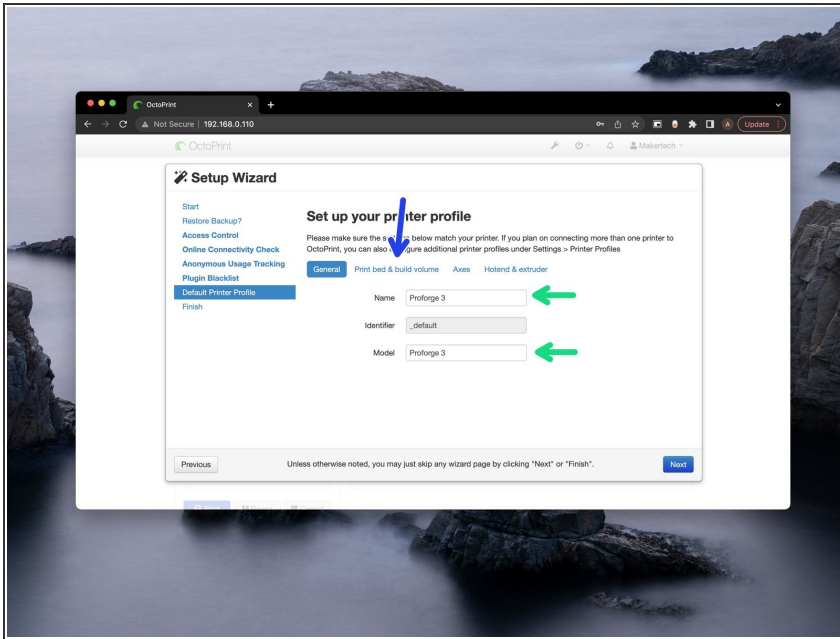 OctoPrint
Not Secure | 192.168.0.110
Update
OctoPrint
Makertech
Setup Wizard
Start
Restore Backup?
Access Control
Online Connectivity Check
Anonymous Usage Tracking
Plugin Blacklist
Default Printer Profile
Finish
Set up your pr nter profile
Please make sure the s below match your printer. If you plan on connecting more than one printer to
OctoPrint, you can also gure additional printer profiles under Settings > Printer Profiles
General Print bed & build volume Axes Hotend & extruder
Name Proforge 3
Identifier _default
Model Proforge 3
Previous
Unless otherwise noted, you may just skip any wizard page by clicking "Next" or "Finish".
Next